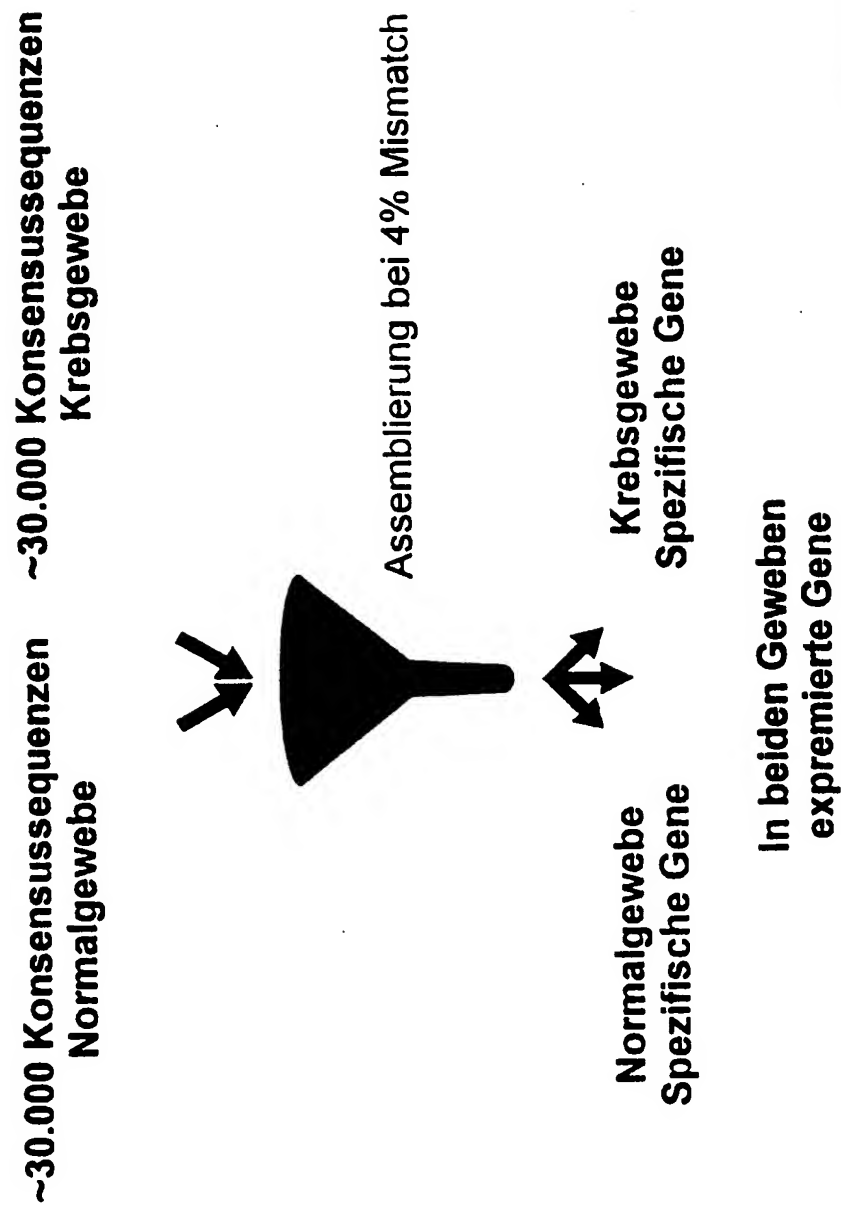 ~30.000 Konsensussequenzen
Normalgewebe
~30.000 Konsensussequenzen
Krebsgewebe
Assemblierung bei 4% Mismatch
Normalgewebe
Spezifische Gene
Krebsgewebe
Spezifische Gene
In beiden Geweben
expremierte Gene